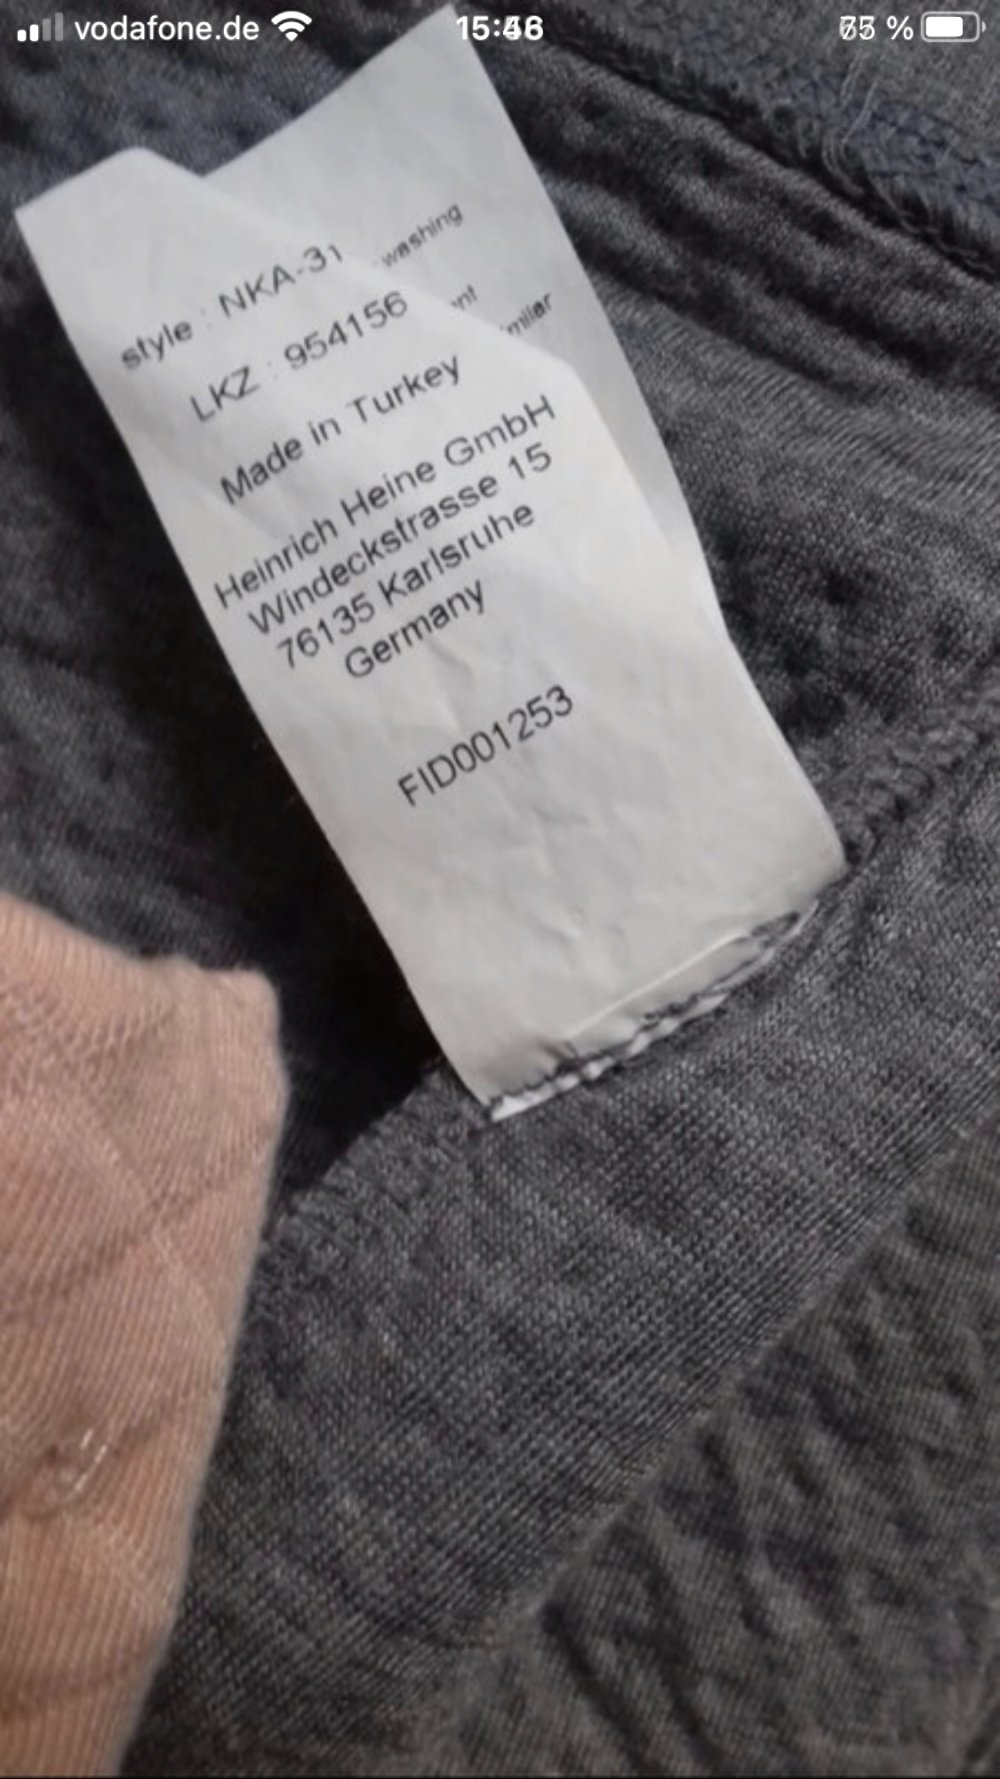 vodafone.de
style : NKA-31
washing
LKZ : 954156
Made in Turkey
Heinrich Heine GmbH
Windeckstrasse 15
76135 Karlsruhe
Germany
FID001253